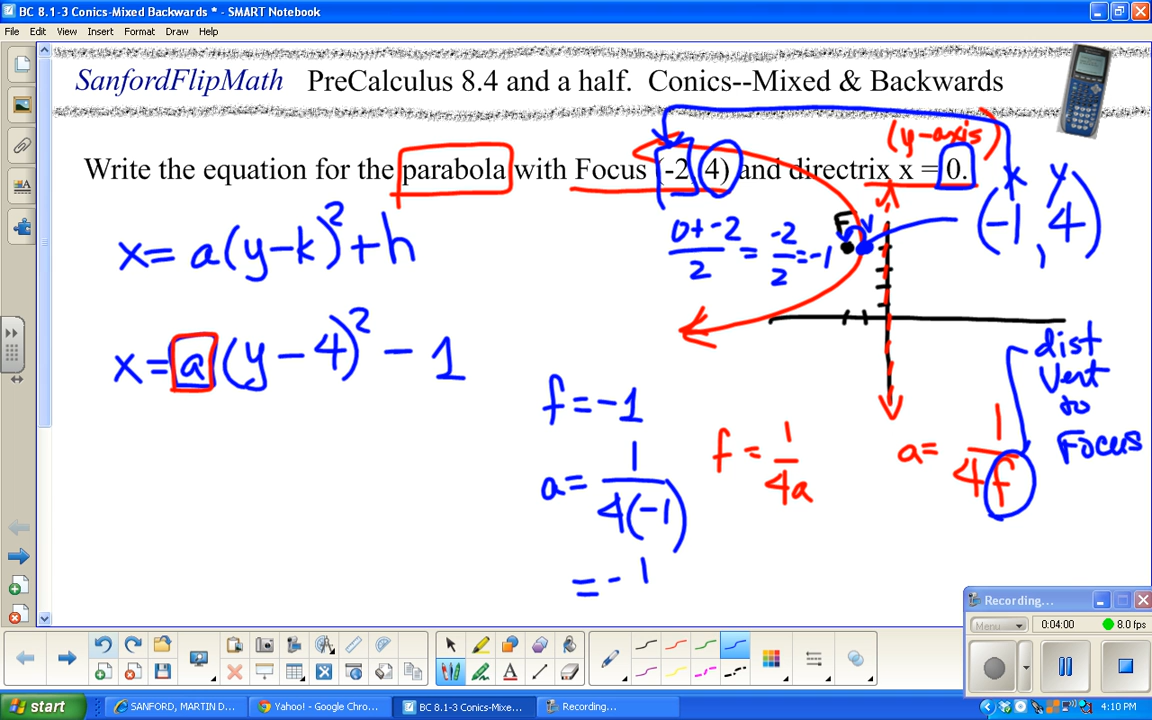 BC 8.1-3 Conics-Mixed Backwards * - SMART Notebook
File Edit View Insert Format Draw Help
SanfordFlipMath PreCalculus 8.4 and a half. Conics--Mixed & Backwards
(y-axis)
Write the equation for the parabola with Focus (-2, 4) and directrix x = 0.
x y
(-1, 4)
F V
0+-2/2 = -2/2 = -1
x = a(y-k)²+h
x = a(y-4)² - 1
dist
Vert
to
Focus
f = -1
a = 1/4(-1)
= - 1
f = 1/4a
a = 1/4f
Recording...
Menu
0:04:00
8.0 fps
start
SANFORD, MARTIN D...
Yahoo! - Google Chro...
BC 8.1-3 Conics-Mixe...
Recording...
4:10 PM